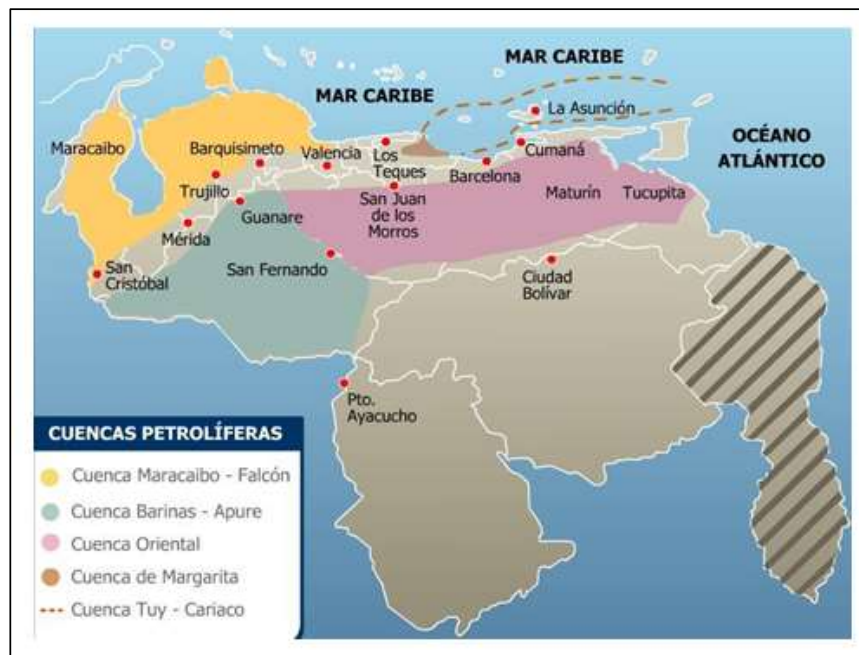 MAR CARIBE
MAR CARIBE
La Asunción
OCÉANO
ATLÁNTICO
Maracaibo
Barquisimeto
Valencia
Los
Teques
Cumaná
Barcelona
Trujillo
Guanare
San Juan
de los
Morros
Maturín
Tucupita
Mérida
San
Cristóbal
San Fernando
Ciudad
Bolívar
Pto.
Ayacucho
CUENCAS PETROLÍFERAS
Cuenca Maracaibo - Falcón
Cuenca Barinas - Apure
Cuenca Oriental
Cuenca de Margarita
Cuenca Tuy - Cariaco